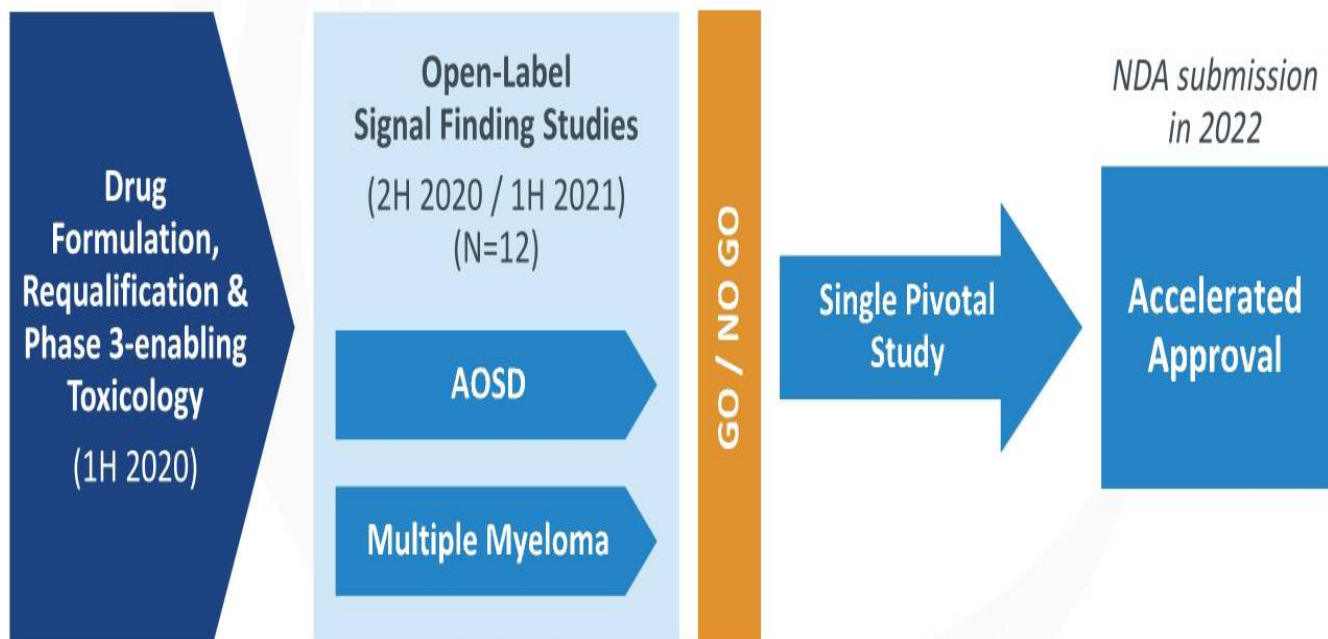 Drug
Formulation,
Requalification &
Phase 3-enabling
Toxicology
(1H 2020)
Open-Label
Signal Finding Studies
(2H 2020 / 1H 2021)
(N=12)
AOSD
Multiple Myeloma
GO / NO GO
Single Pivotal
Study
NDA submission
in 2022
Accelerated
Approval